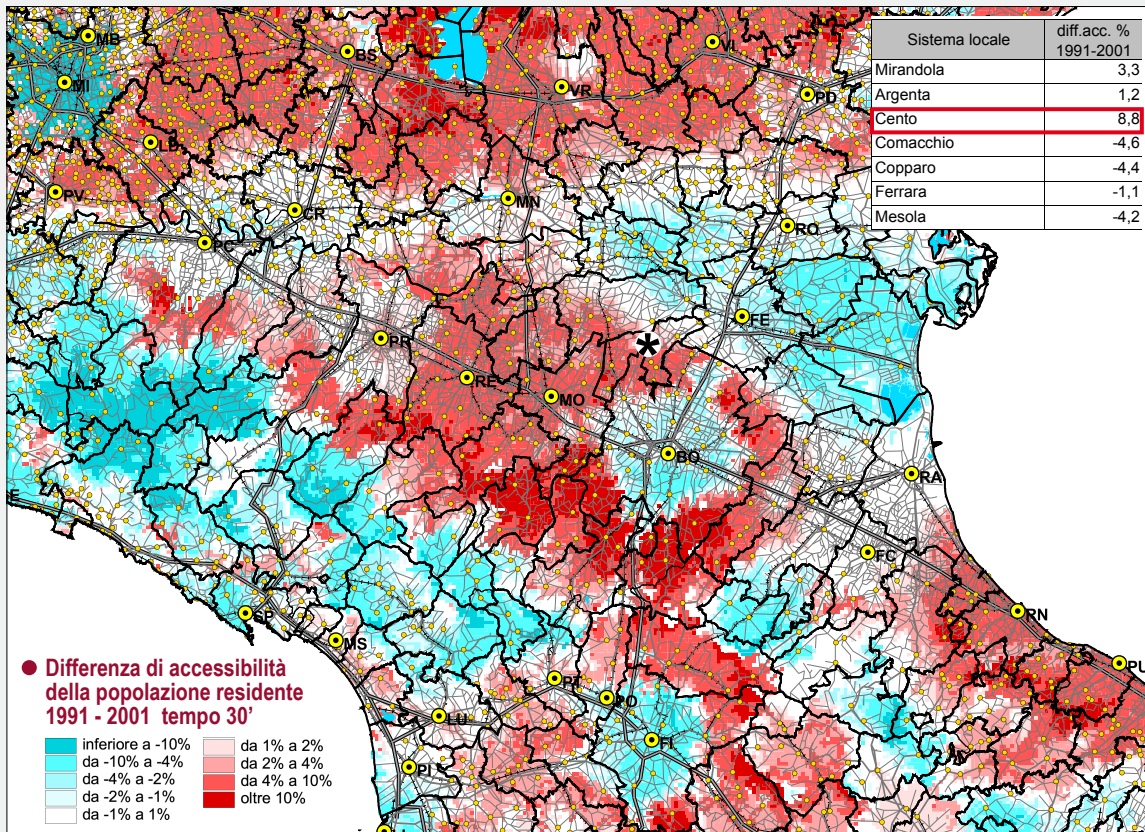 Sistema locale
diff.acc. %
1991-2001
Mirandola 3,3
Argenta 1,2
Cento 8,8
Comacchio -4,6
Copparo -4,4
Ferrara -1,1
Mesola -4,2
MB
MI
BS
VI
VR
PD
PV
CR
MN
PC
RO
FE
PR
*
RE
MO
BO
RA
FC
SP
RN
MS
PU
PT
PO
LU
FI
PI
● Differenza di accessibilità
della popolazione residente
1991 - 2001 tempo 30’
inferiore a -10%
da -10% a -4%
da -4% a -2%
da -2% a -1%
da -1% a 1%
da 1% a 2%
da 2% a 4%
da 4% a 10%
oltre 10%